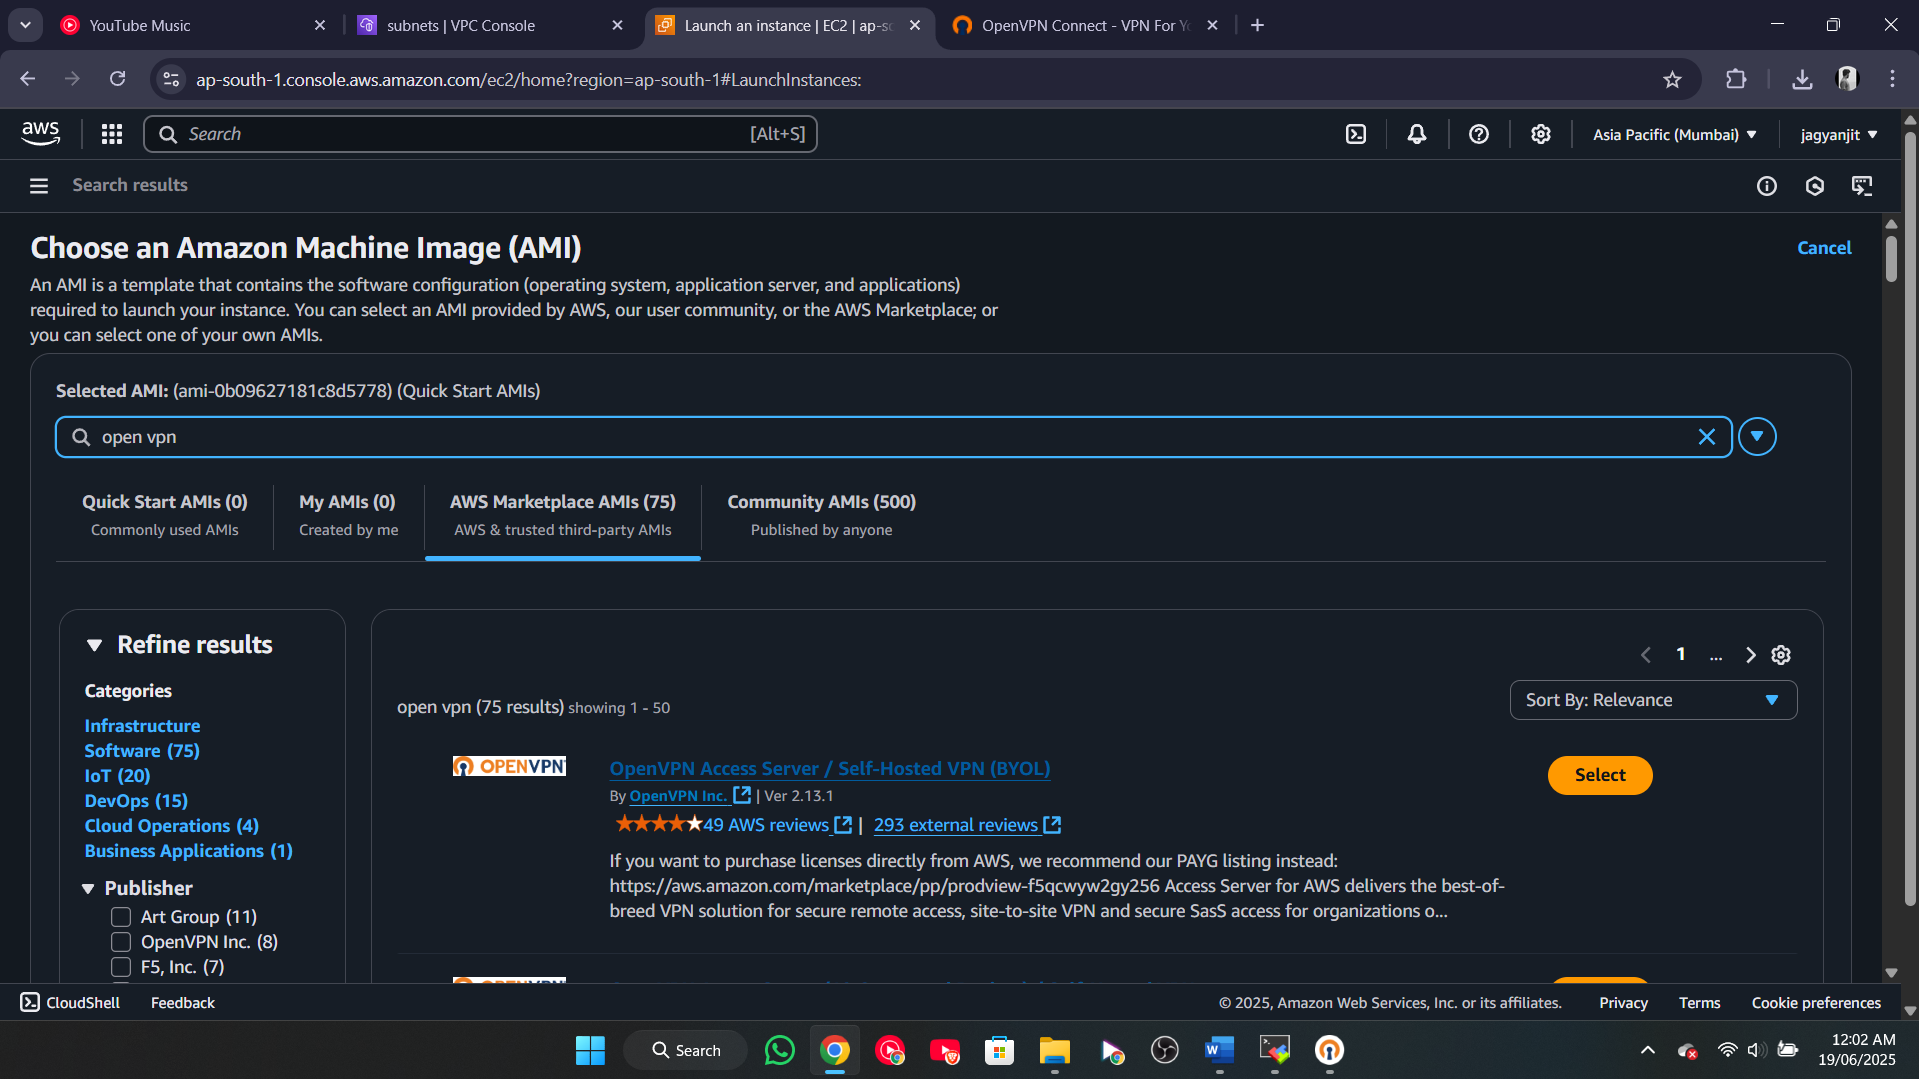 YouTube Music
subnets | VPC Console
Launch an instance | EC2 | ap-so
OpenVPN Connect - VPN For Yo
ap-south-1.console.aws.amazon.com/ec2/home?region=ap-south-1#LaunchInstances:
aws
Search
[Alt+S]
Asia Pacific (Mumbai)
jagyanjit
Search results
Choose an Amazon Machine Image (AMI)
Cancel
An AMI is a template that contains the software configuration (operating system, application server, and applications)
required to launch your instance. You can select an AMI provided by AWS, our user community, or the AWS Marketplace; or
you can select one of your own AMIs.
Selected AMI: (ami-0b09627181c8d5778) (Quick Start AMIs)
open vpn
Quick Start AMIs (0)
Commonly used AMIs
My AMIs (0)
Created by me
AWS Marketplace AMIs (75)
AWS & trusted third-party AMIs
Community AMIs (500)
Published by anyone
Refine results
Categories
Infrastructure
Software (75)
IoT (20)
DevOps (15)
Cloud Operations (4)
Business Applications (1)
Publisher
Art Group (11)
OpenVPN Inc. (8)
F5, Inc. (7)
1 ...
open vpn (75 results) showing 1 - 50
Sort By: Relevance
OPENVPN
OpenVPN Access Server / Self-Hosted VPN (BYOL)
Select
By OpenVPN Inc. | Ver 2.13.1
49 AWS reviews | 293 external reviews
If you want to purchase licenses directly from AWS, we recommend our PAYG listing instead:
https://aws.amazon.com/marketplace/pp/prodview-f5qcwyw2gy256 Access Server for AWS delivers the best-of-
breed VPN solution for secure remote access, site-to-site VPN and secure SasS access for organizations o...
CloudShell
Feedback
© 2025, Amazon Web Services, Inc. or its affiliates.
Privacy
Terms
Cookie preferences
Search
12:02 AM
19/06/2025